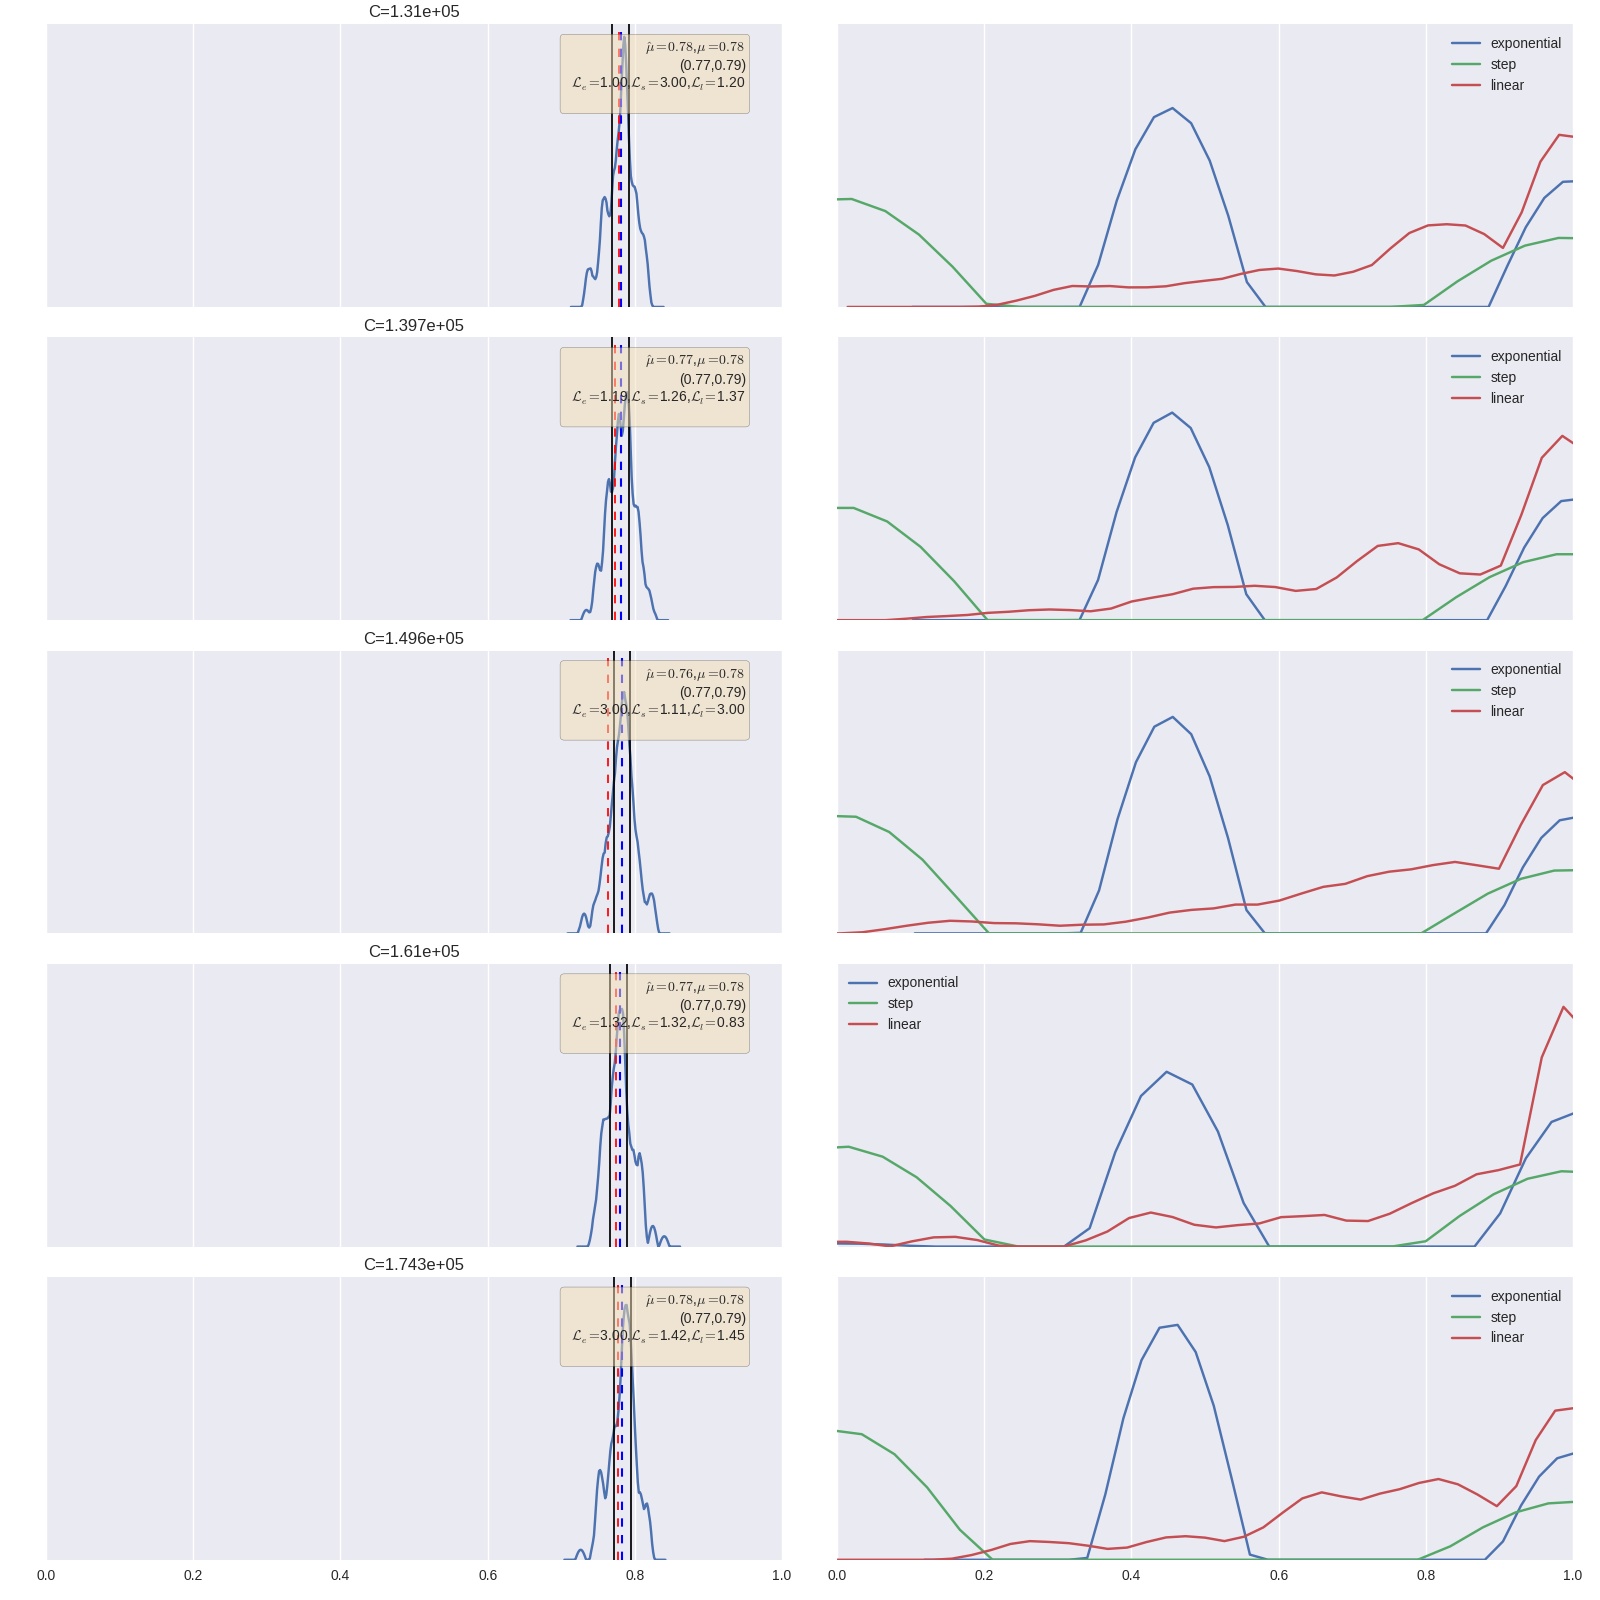 C=1.31e+05
μ̂=0.78,μ=0.78
(0.77,0.79)
ℒₑ=1.00,ℒₛ=3.00,ℒₗ=1.20
exponential
step
linear
C=1.397e+05
μ̂=0.77,μ=0.78
(0.77,0.79)
ℒₑ=1.19,ℒₛ=1.26,ℒₗ=1.37
exponential
step
linear
C=1.496e+05
μ̂=0.76,μ=0.78
(0.77,0.79)
ℒₑ=3.00,ℒₛ=1.11,ℒₗ=3.00
exponential
step
linear
C=1.61e+05
μ̂=0.77,μ=0.78
(0.77,0.79)
ℒₑ=1.32,ℒₛ=1.32,ℒₗ=0.83
exponential
step
linear
C=1.743e+05
μ̂=0.78,μ=0.78
(0.77,0.79)
ℒₑ=3.00,ℒₛ=1.42,ℒₗ=1.45
exponential
step
linear
0.0 0.2 0.4 0.6 0.8 1.0
0.0 0.2 0.4 0.6 0.8 1.0